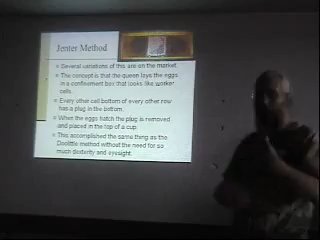 Jenter Method
Several variations of this are on the market.
The concept is that the queen lays the eggs
in a confinement box that looks like worker
cells.
Every other cell bottom of every other row
has a plug in the bottom.
When the eggs hatch the plug is removed
and placed in the top of a cup.
This accomplished the same thing as the
Doolittle method without the need for so
much dexterity and eyesight.